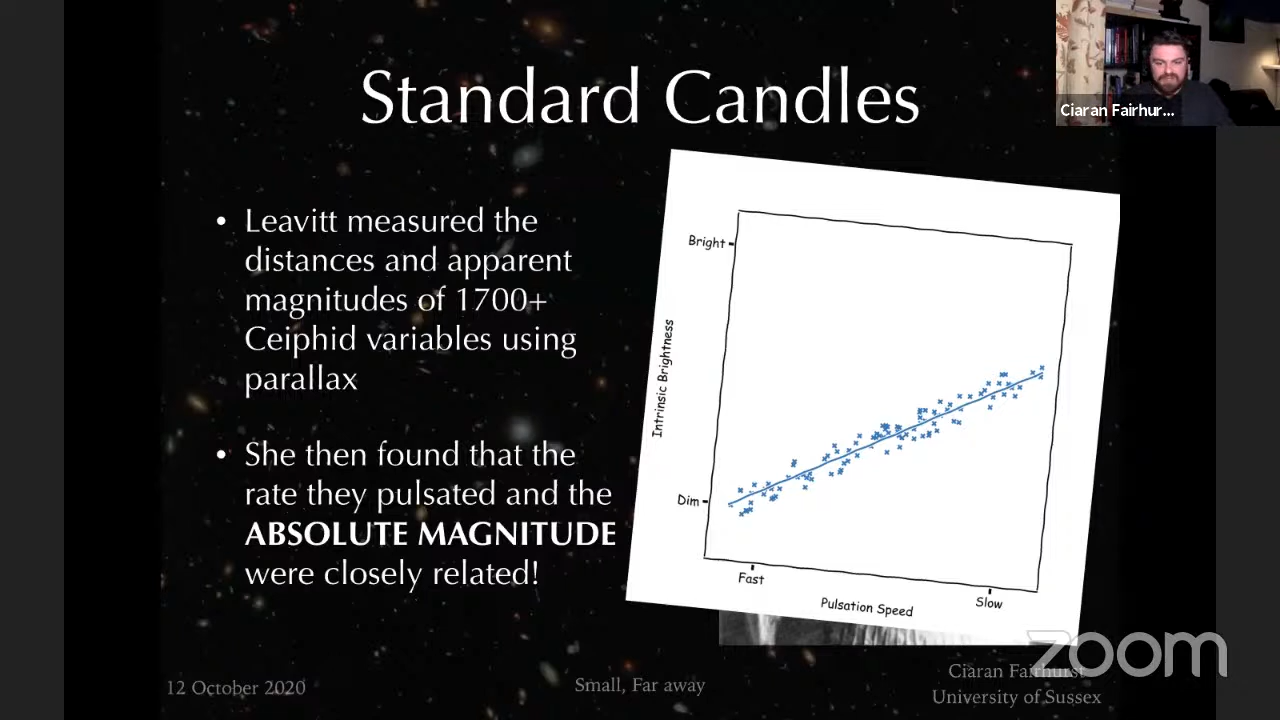 Standard Candles
Ciaran Fairhur...
• Leavitt measured the
distances and apparent
magnitudes of 1700+
Ceiphid variables using
parallax
• She then found that the
rate they pulsated and the
ABSOLUTE MAGNITUDE
were closely related!
Bright
Intrinsic Brightness
Dim
Fast
Slow
Pulsation Speed
zoom
12 October 2020
Small, Far away
Ciaran Fairhurst
University of Sussex